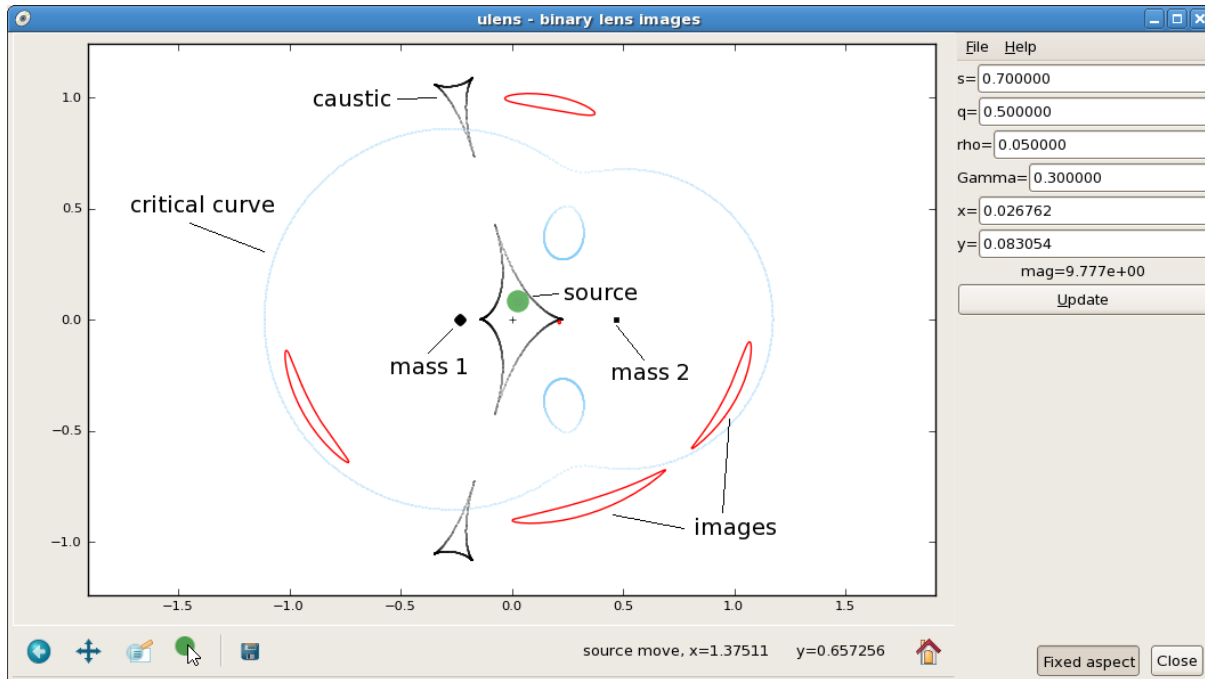 ulens - binary lens images
File Help
s= 0.700000
q= 0.500000
rho= 0.050000
Gamma= 0.300000
x= 0.026762
y= 0.083054
mag=9.777e+00
Update
1.0
0.5
0.0
−0.5
−1.0
caustic
critical curve
source
mass 1
mass 2
images
−1.5 −1.0 −0.5 0.0 0.5 1.0 1.5
source move, x=1.37511 y=0.657256
Fixed aspect Close